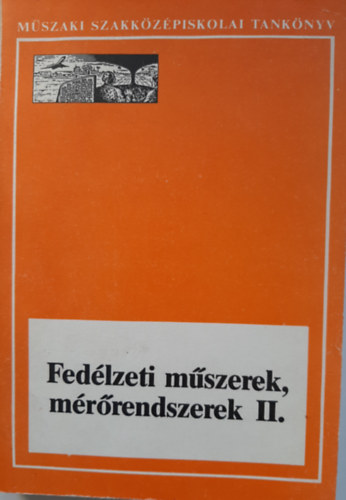 MŰSZAKI SZAKKÖZÉPISKOLAI TANKÖNYV
Fedélzeti műszerek,
mérőrendszerek II.